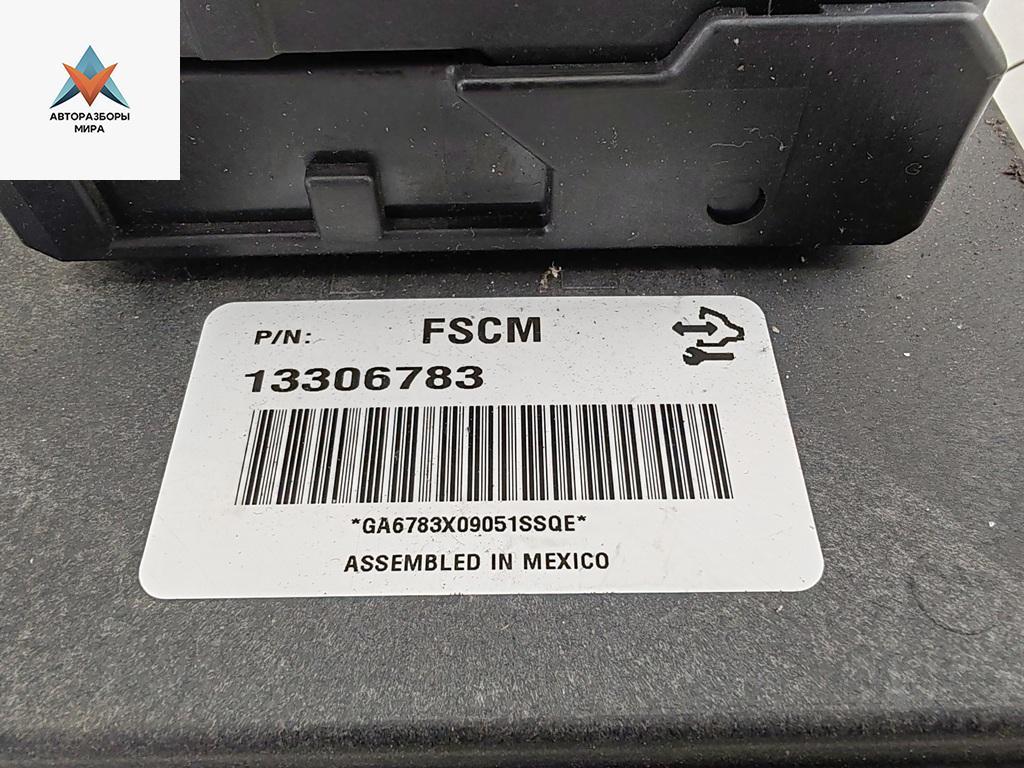 АВТОРАЗБОРЫ
МИРА
P/N: FSCM
13306783
*GA6783X09051SSQE*
ASSEMBLED IN MEXICO